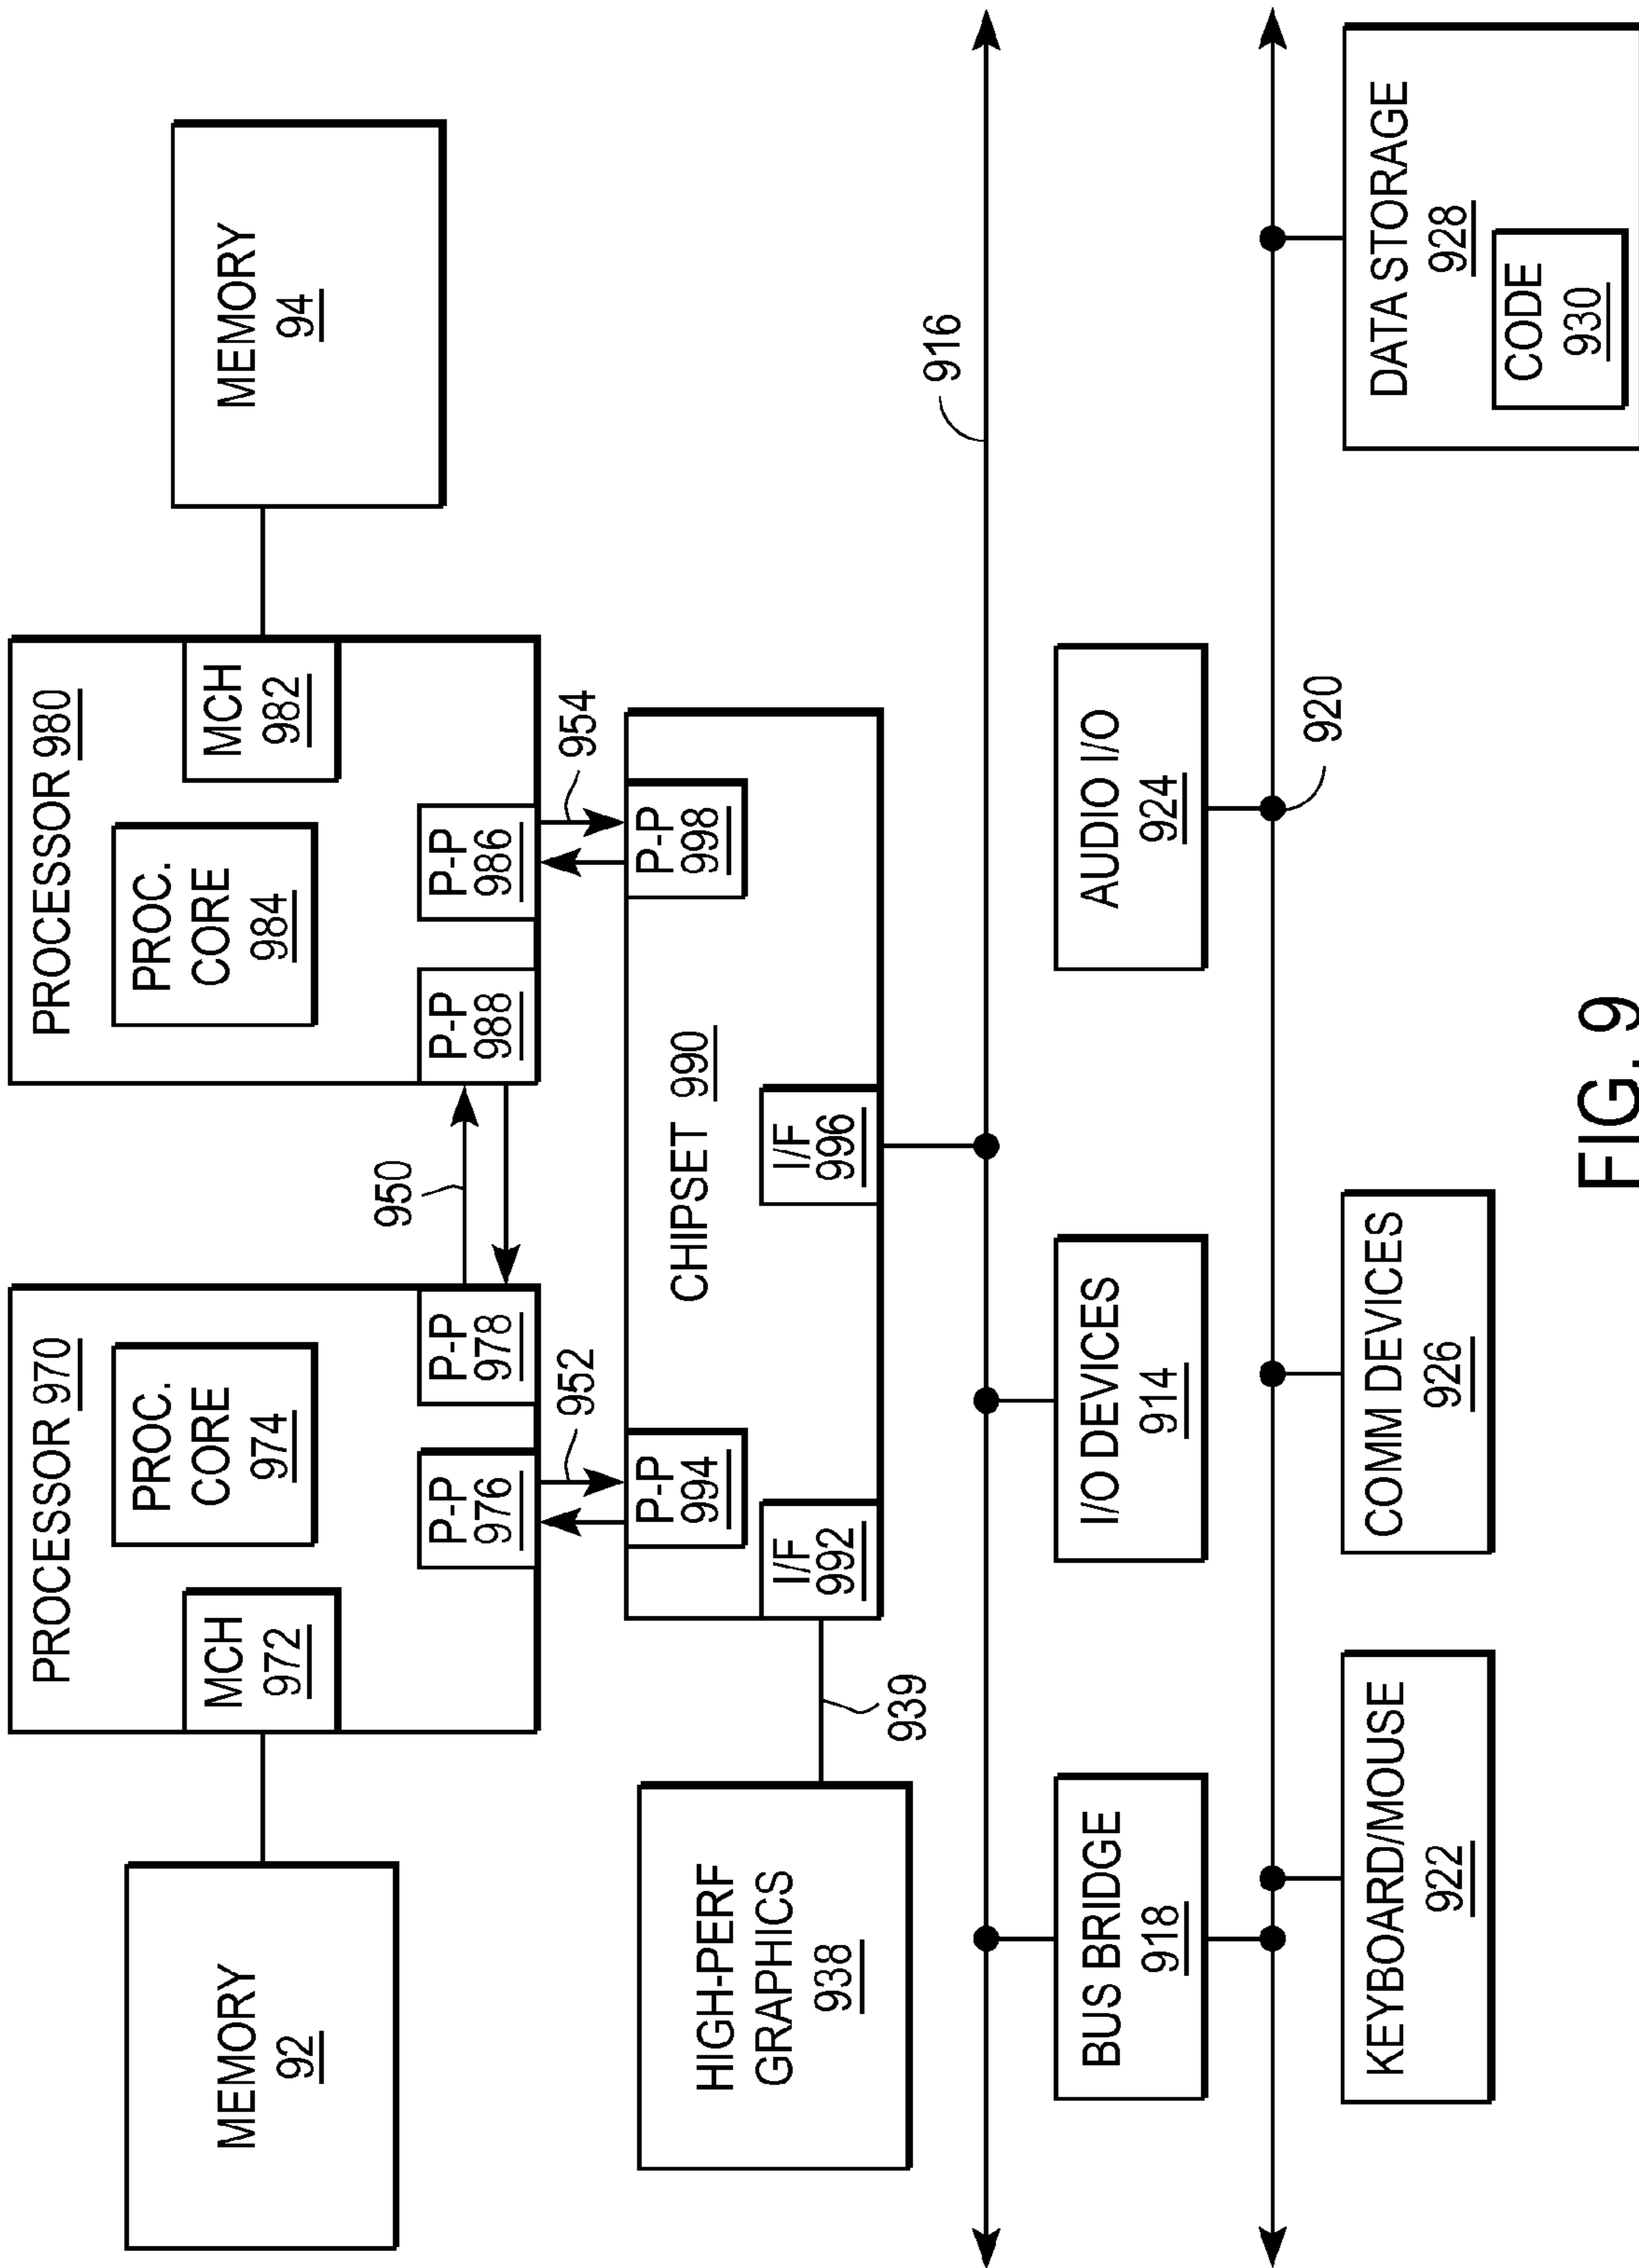 PROCESSOR 970
PROCESSOR 980
MEMORY
92
MCH
972
PROC.
CORE
974
P-P
976
P-P
978
950
PROC.
CORE
984
MCH
982
P-P
988
P-P
986
MEMORY
94
952
954
HIGH-PERF
GRAPHICS
938
939
P-P
994
I/F
992
CHIPSET 990
I/F
996
P-P
998
916
BUS BRIDGE
918
I/O DEVICES
914
AUDIO I/O
924
920
KEYBOARD/MOUSE
922
COMM DEVICES
926
DATA STORAGE
928
CODE
930
FIG. 9